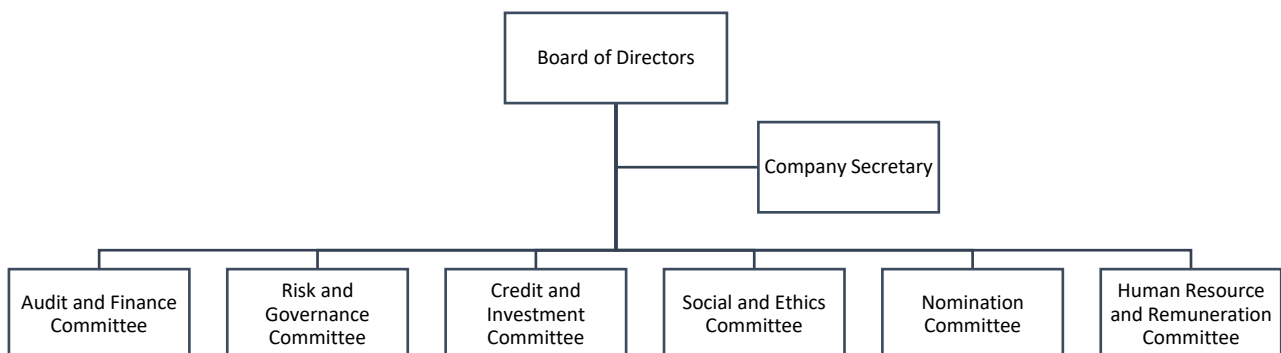 Board of Directors
Company Secretary
Audit and Finance
Committee
Risk and
Governance
Committee
Credit and
Investment
Committee
Social and Ethics
Committee
Nomination
Committee
Human Resource
and Remuneration
Committee